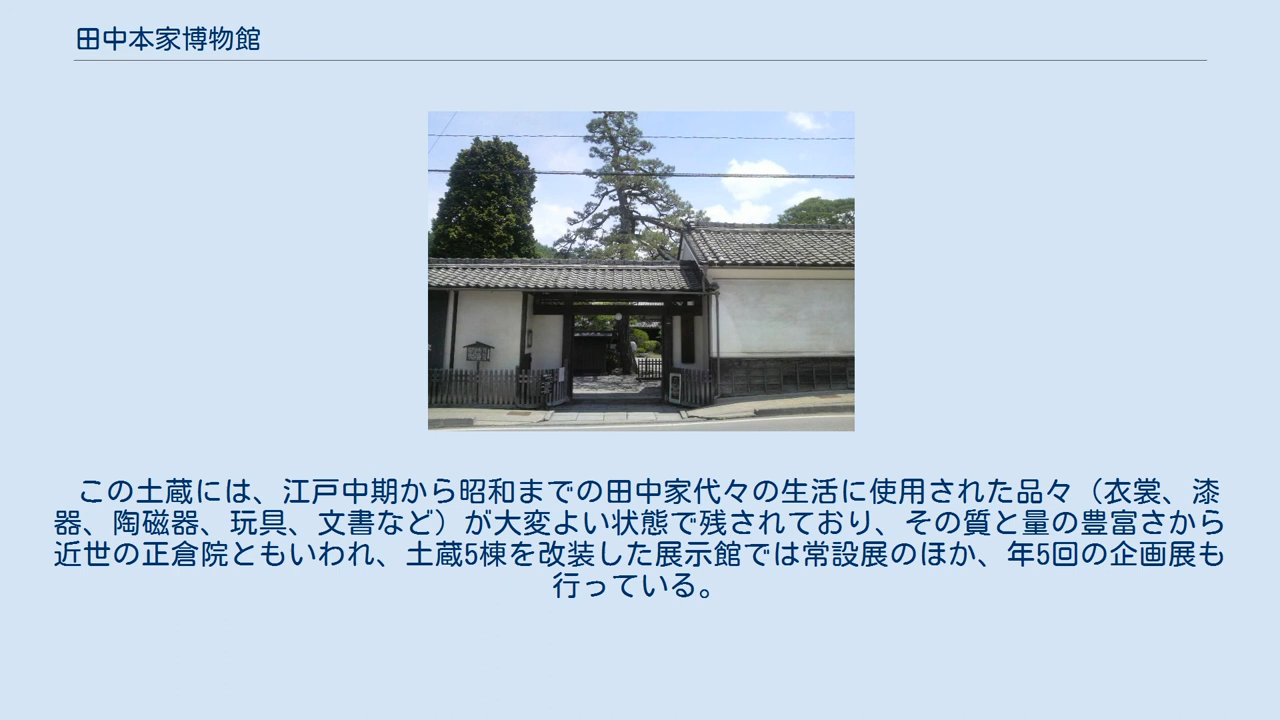 田中本家博物館
この土蔵には、江戸中期から昭和までの田中家代々の生活に使用された品々（衣裳、漆
器、陶磁器、玩具、文書など）が大変よい状態で残されており、その質と量の豊富さから
近世の正倉院ともいわれ、土蔵5棟を改装した展示館では常設展のほか、年5回の企画展も
行っている。